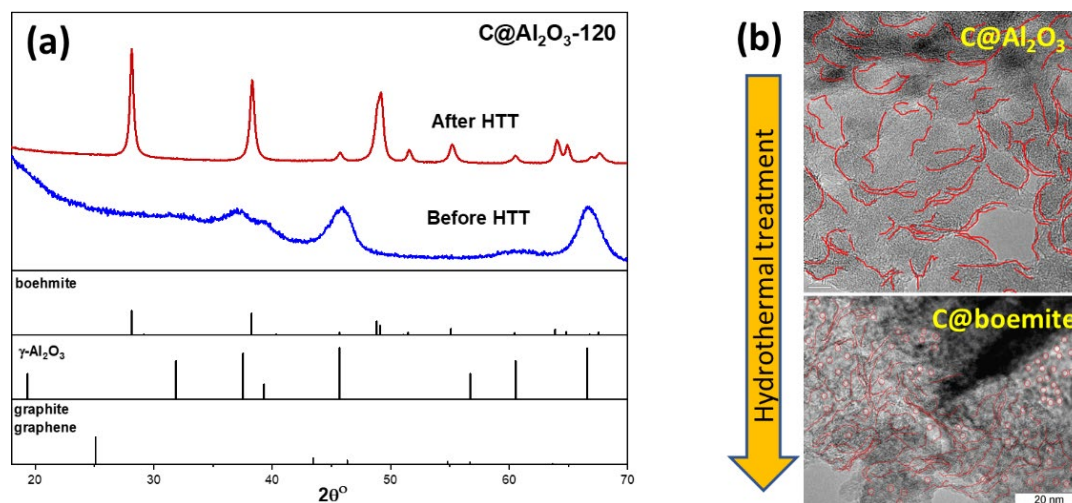 (a)
C@Al₂O₃-120
After HTT
Before HTT
boehmite
γ-Al₂O₃
graphite
graphene
20 30 40 50 60 70
2θ°
(b)
Hydrothermal treatment
C@Al₂O₃
C@boemite
20 nm